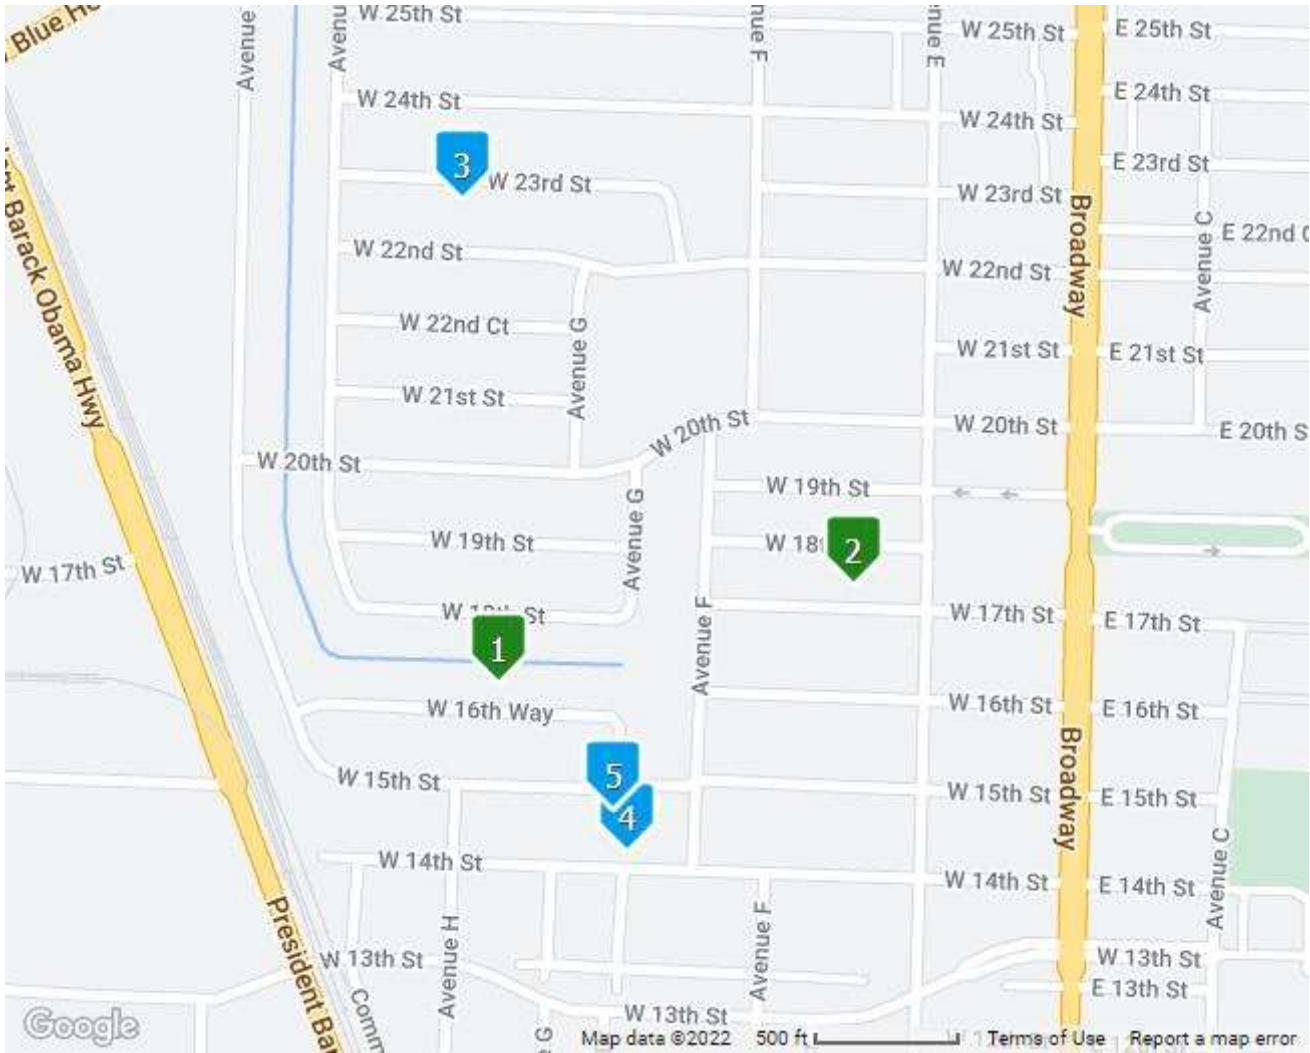 W 25th St
W 25th St
E 25th St
Blue
Avenue
W 24th St
W 24th St
E 24th St
3
W 23rd St
W 23rd St
E 23rd St
Broadway
Avenue C
W 22nd St
W 22nd St
E 22nd
nt Barack Obama Hwy
W 22nd Ct
Avenue G
W 21st St
E 21st St
W 21st St
W 20th St
W 20th St
E 20th S
W 20th St
W 19th St
Avenue G
W 19th St
W 18
2
W 17th St
W 18th St
Avenue F
W 17th St
E 17th St
1
W 16th Way
W 16th St
E 16th St
Broadway
W 15th St
5
W 15th St
E 15th St
4
W 14th St
W 14th St
E 14th St
Avenue C
Avenue H
Avenue F
President Bar
W 13th St
W 13th St
E 13th St
Comm
W 13th St
Google
Map data ©2022
500 ft
Terms of Use
Report a map error